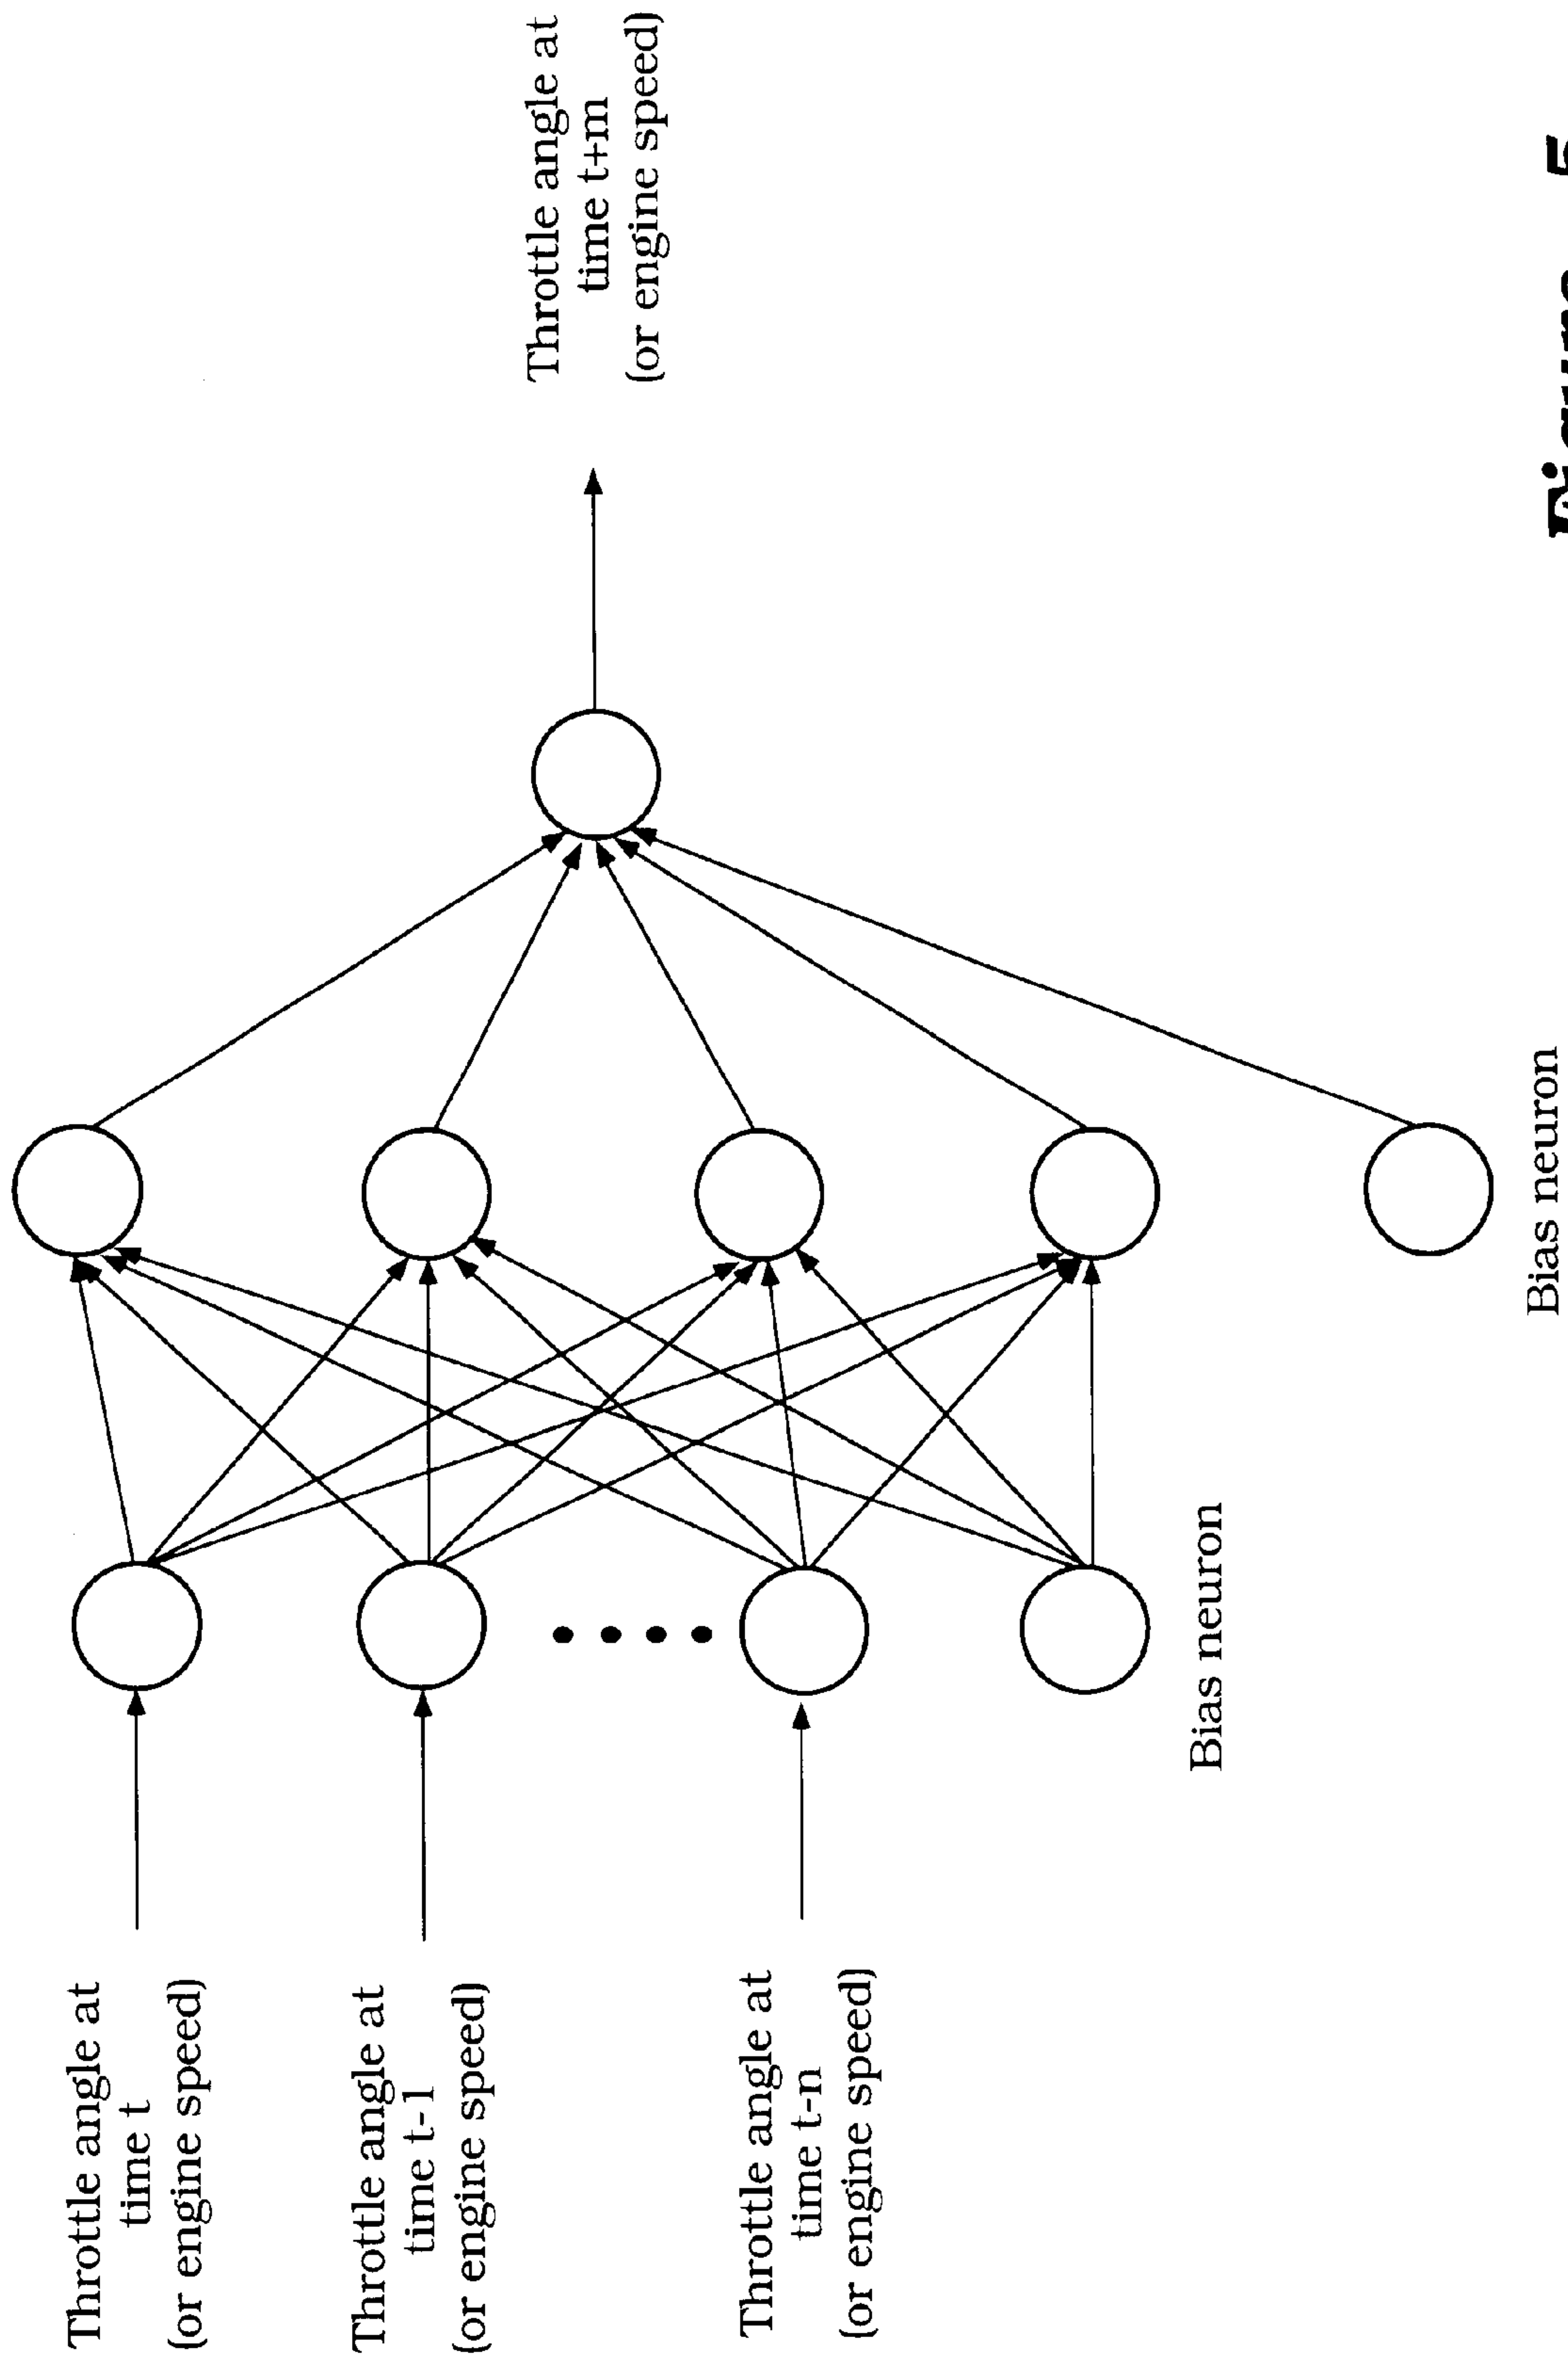 Throttle angle at
time t
(or engine speed)
Throttle angle at
time t-1
(or engine speed)
Throttle angle at
time t-n
(or engine speed)
Bias neuron
Bias neuron
Throttle angle at
time t+m
(or engine speed)
Figure 5